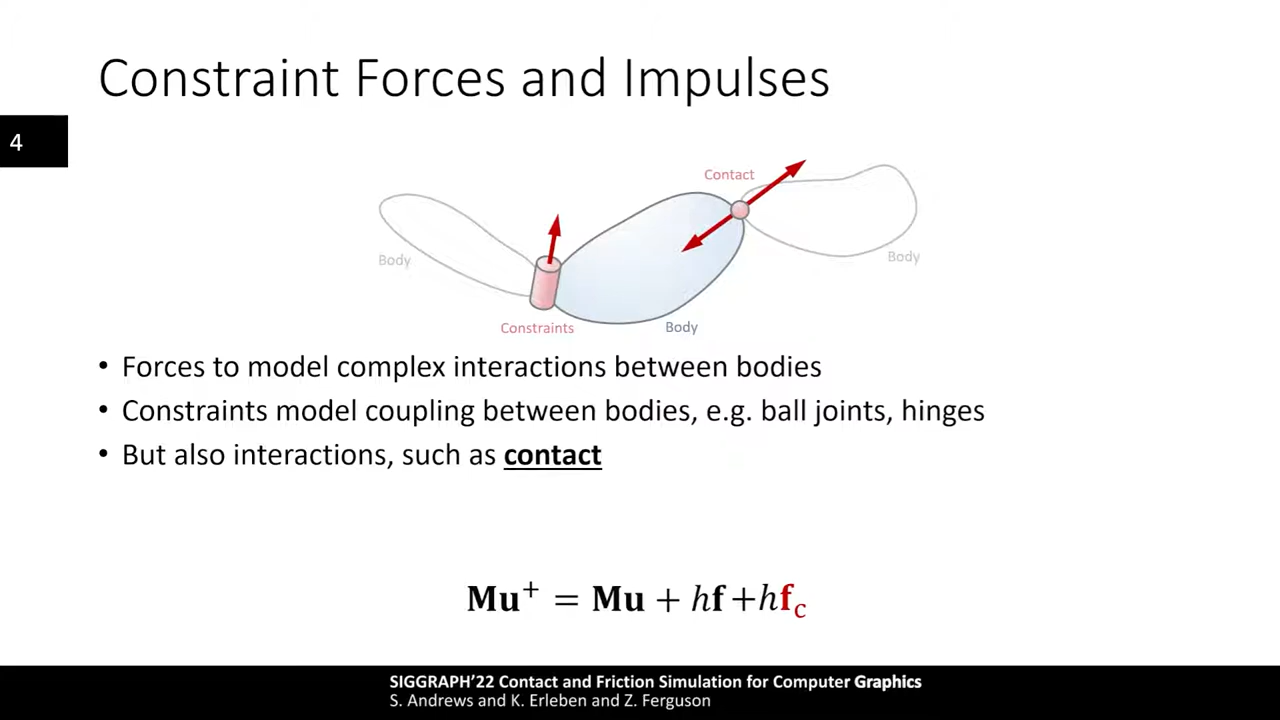 Constraint Forces and Impulses
4
Contact
Body
Body
Constraints
Body
• Forces to model complex interactions between bodies
• Constraints model coupling between bodies, e.g. ball joints, hinges
• But also interactions, such as contact
Mu⁺ = Mu + hf +hf_c
SIGGRAPH'22 Contact and Friction Simulation for Computer Graphics
S. Andrews and K. Erleben and Z. Ferguson